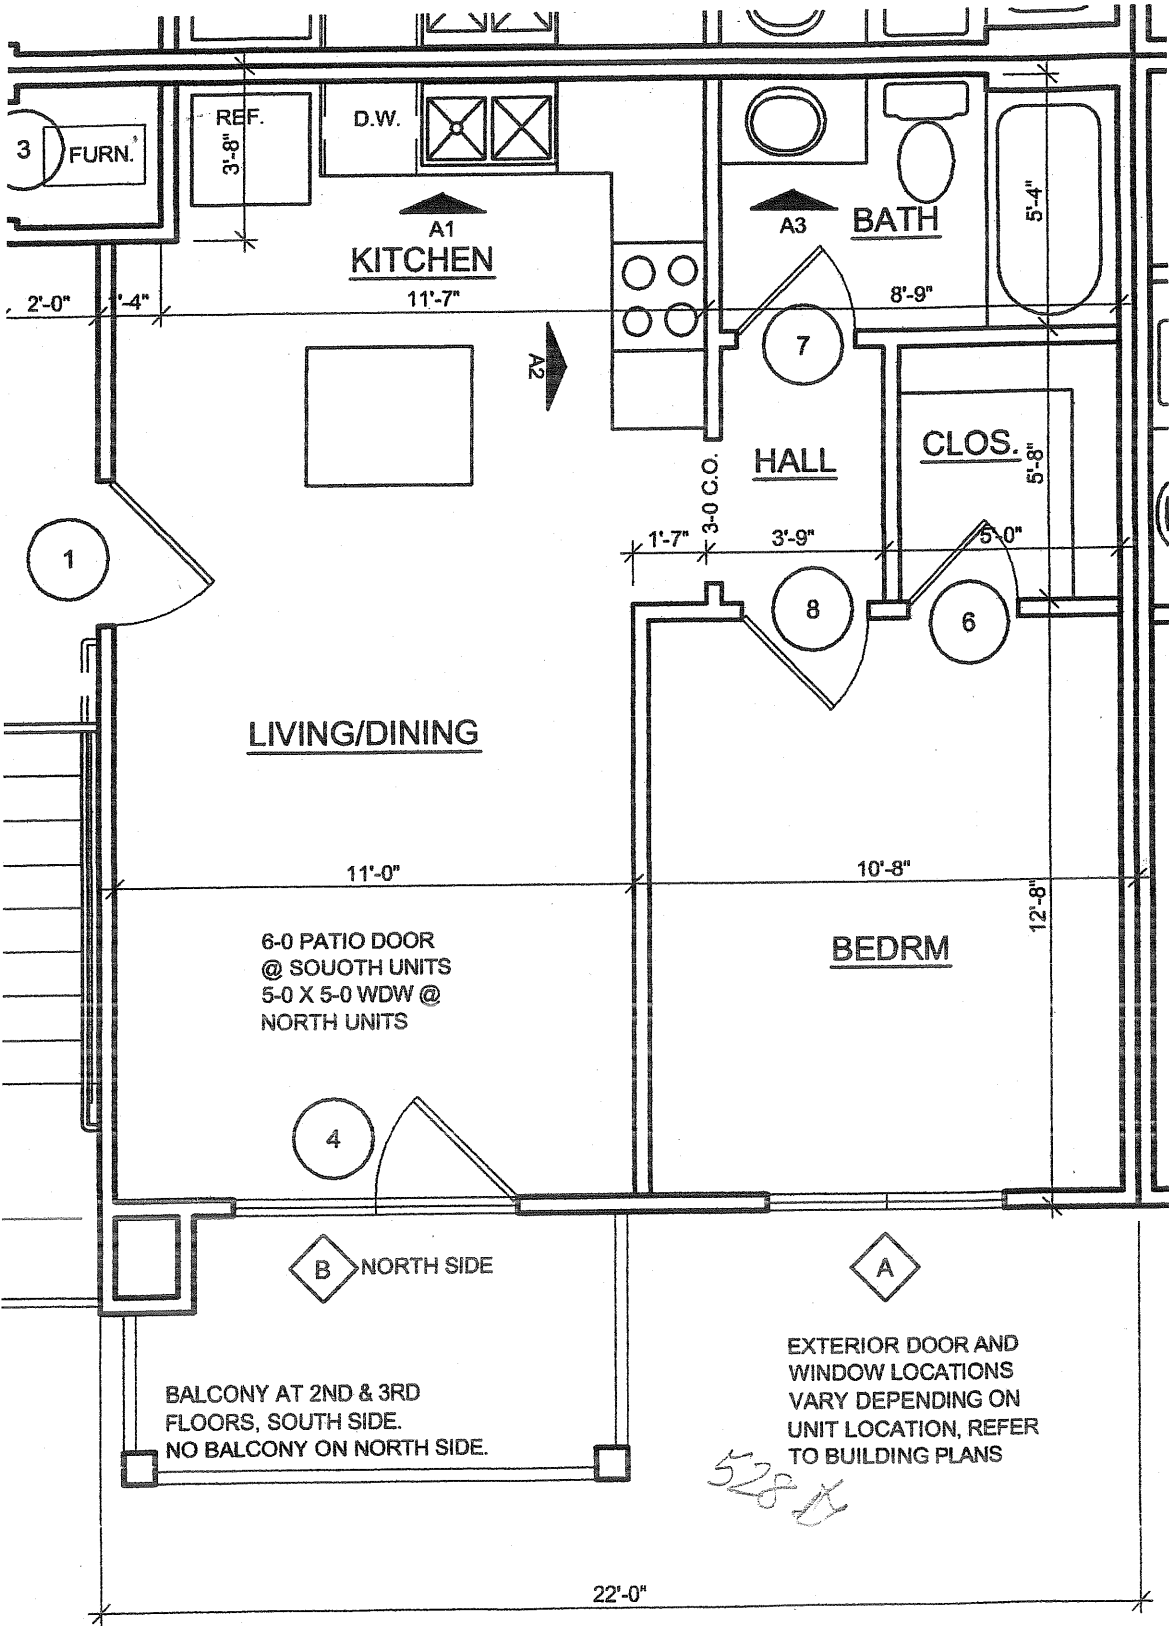 REF.
D.W.
3
FURN.
3'-8"
A1
KITCHEN
A3
BATH
5'-4"
2'-0"
1'-4"
11'-7"
8'-9"
A2
7
HALL
CLOS.
3-0 C.O.
5'-8"
1
1'-7"
3'-9"
5'-0"
8
6
LIVING/DINING
11'-0"
10'-8"
12'-8"
BEDRM
6-0 PATIO DOOR
@ SOUOTH UNITS
5-0 X 5-0 WDW @
NORTH UNITS
4
B
NORTH SIDE
A
EXTERIOR DOOR AND
WINDOW LOCATIONS
VARY DEPENDING ON
UNIT LOCATION, REFER
TO BUILDING PLANS
BALCONY AT 2ND & 3RD
FLOORS, SOUTH SIDE.
NO BALCONY ON NORTH SIDE.
528
22'-0"